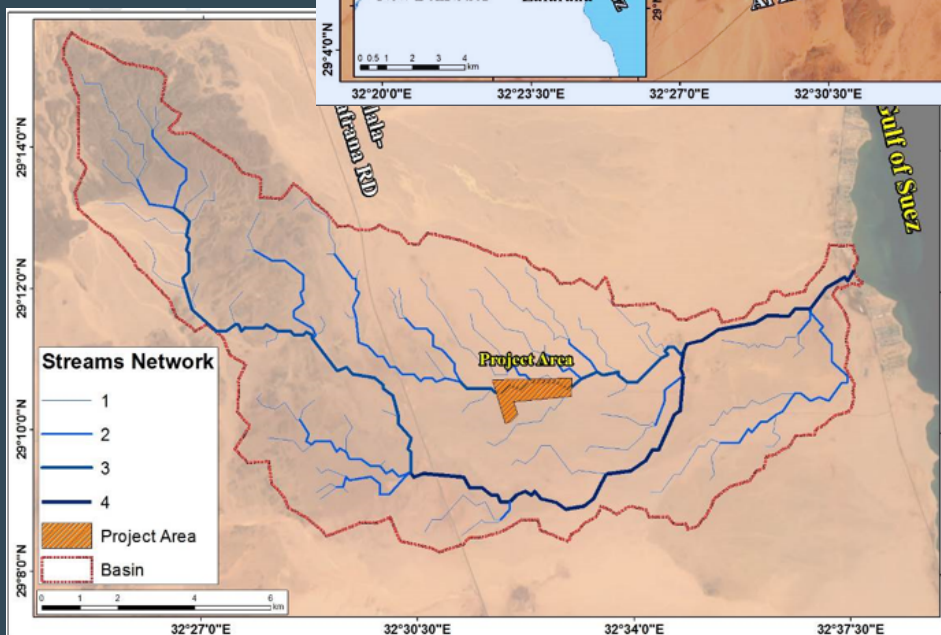 29°4'0"N
0 0.5 1 2 3 4
km
32°20'0"E
32°23'30"E
32°27'0"E
32°30'30"E
Zafarana
RD
Gulf of Suez
29°14'0"N
29°12'0"N
29°10'0"N
29°8'0"N
Project Area
Streams Network
1
2
3
4
Project Area
Basin
0 1 2 4 6
km
32°27'0"E
32°30'30"E
32°34'0"E
32°37'30"E